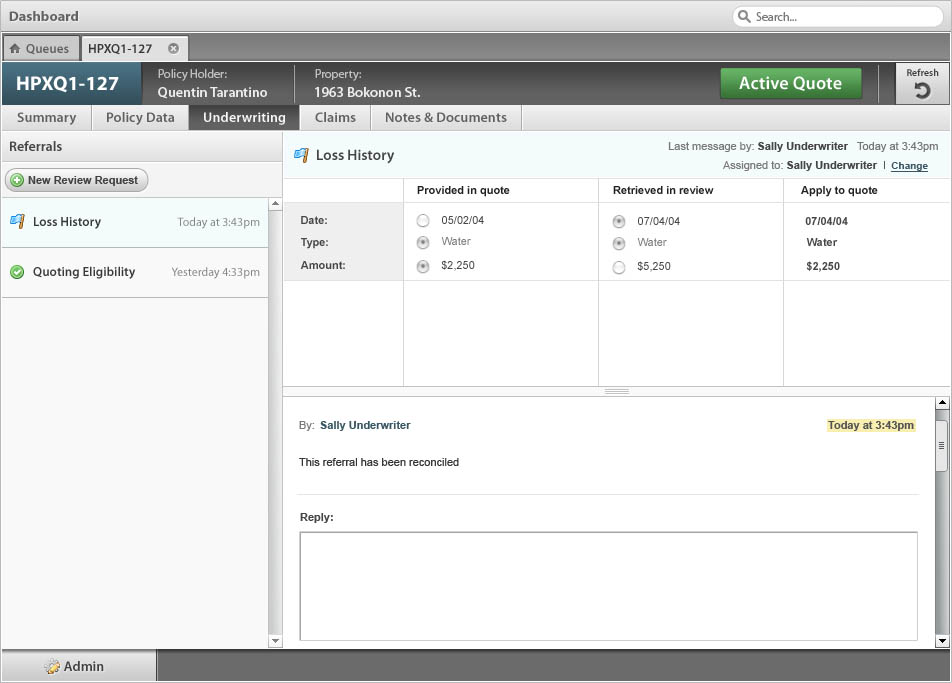 Dashboard
Search...
Queues
HPXQ1-127
HPXQ1-127
Policy Holder:
Quentin Tarantino
Property:
1963 Bokonon St.
Active Quote
Refresh
Summary
Policy Data
Underwriting
Claims
Notes & Documents
Referrals
New Review Request
Loss History Today at 3:43pm
Quoting Eligibility Yesterday 4:33pm
Loss History
Last message by: Sally Underwriter Today at 3:43pm
Assigned to: Sally Underwriter | Change
Provided in quote Retrieved in review Apply to quote
Date: 05/02/04 07/04/04 07/04/04
Type: Water Water Water
Amount: $2,250 $5,250 $2,250
By: Sally Underwriter Today at 3:43pm
This referral has been reconciled
Reply:
Admin